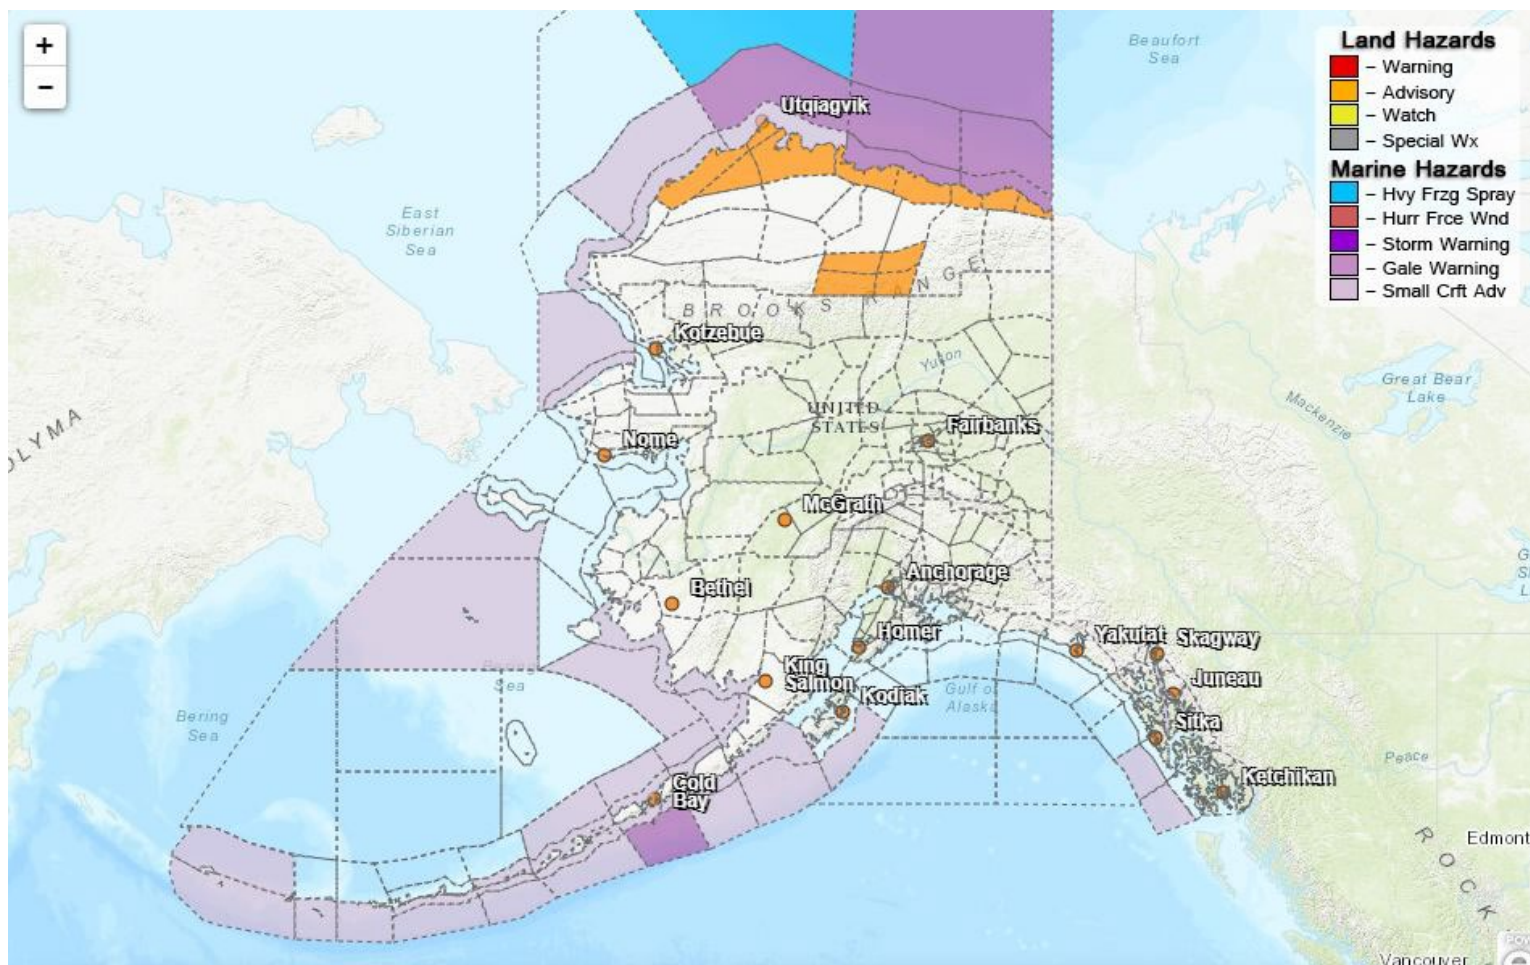 +
−
Beaufort
Sea
Land Hazards
– Warning
– Advisory
– Watch
– Special Wx
Marine Hazards
– Hvy Frzg Spray
– Hurr Frce Wnd
– Storm Warning
– Gale Warning
– Small Crft Adv
Utqiagvik
East
Siberian
Sea
BROOKS RANGE
Kotzebue
Yukon
Great Bear
Lake
Mackenzie
UNITED
STATES
OLYMA
Nome
Fairbanks
McGrath
Anchorage
Bethel
Homer
Yakutat
Skagway
King
Salmon
Juneau
Kodiak
Gulf of
Alaska
Bering
Sea
Bering
Sea
Sitka
Peace
Ketchikan
Cold
Bay
Edmont
ROCK
Vancouver